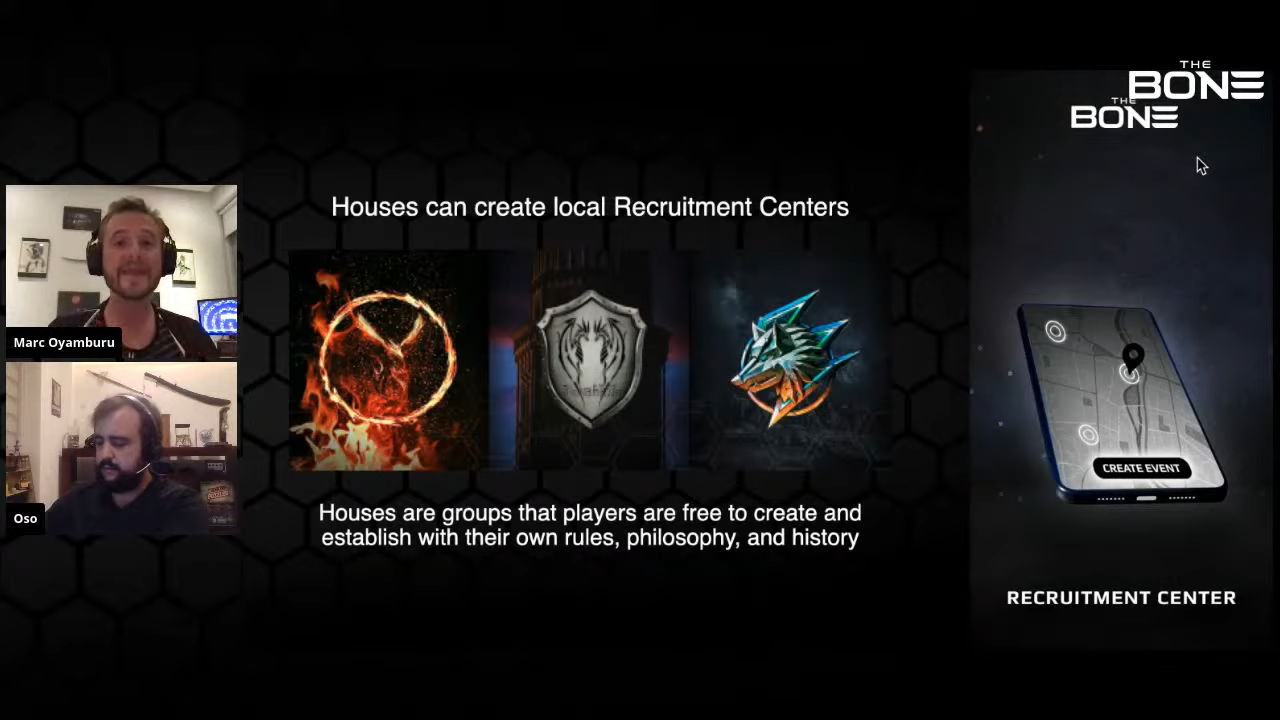 THE
BONE
THE
BONE
Houses can create local Recruitment Centers
Marc Oyamburu
CREATE EVENT
Oso
Houses are groups that players are free to create and
establish with their own rules, philosophy, and history
RECRUITMENT CENTER